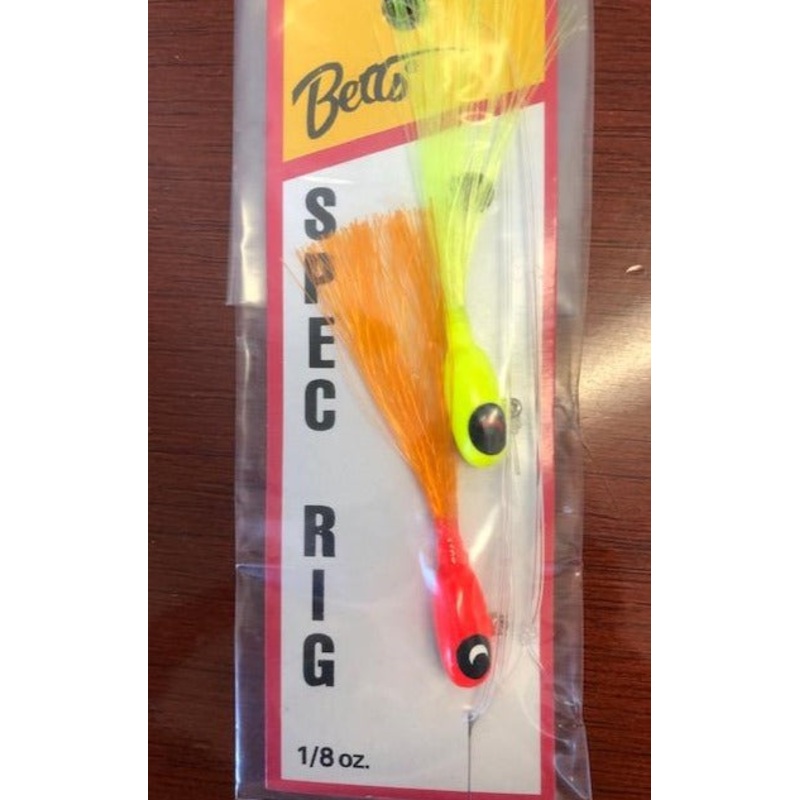 Betts®
SPEC
RIG
1/8 oz.